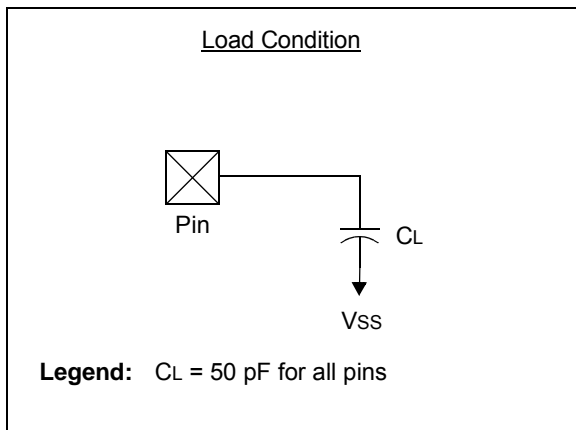 Load Condition
Pin
CL
VSS
Legend: CL = 50 pF for all pins